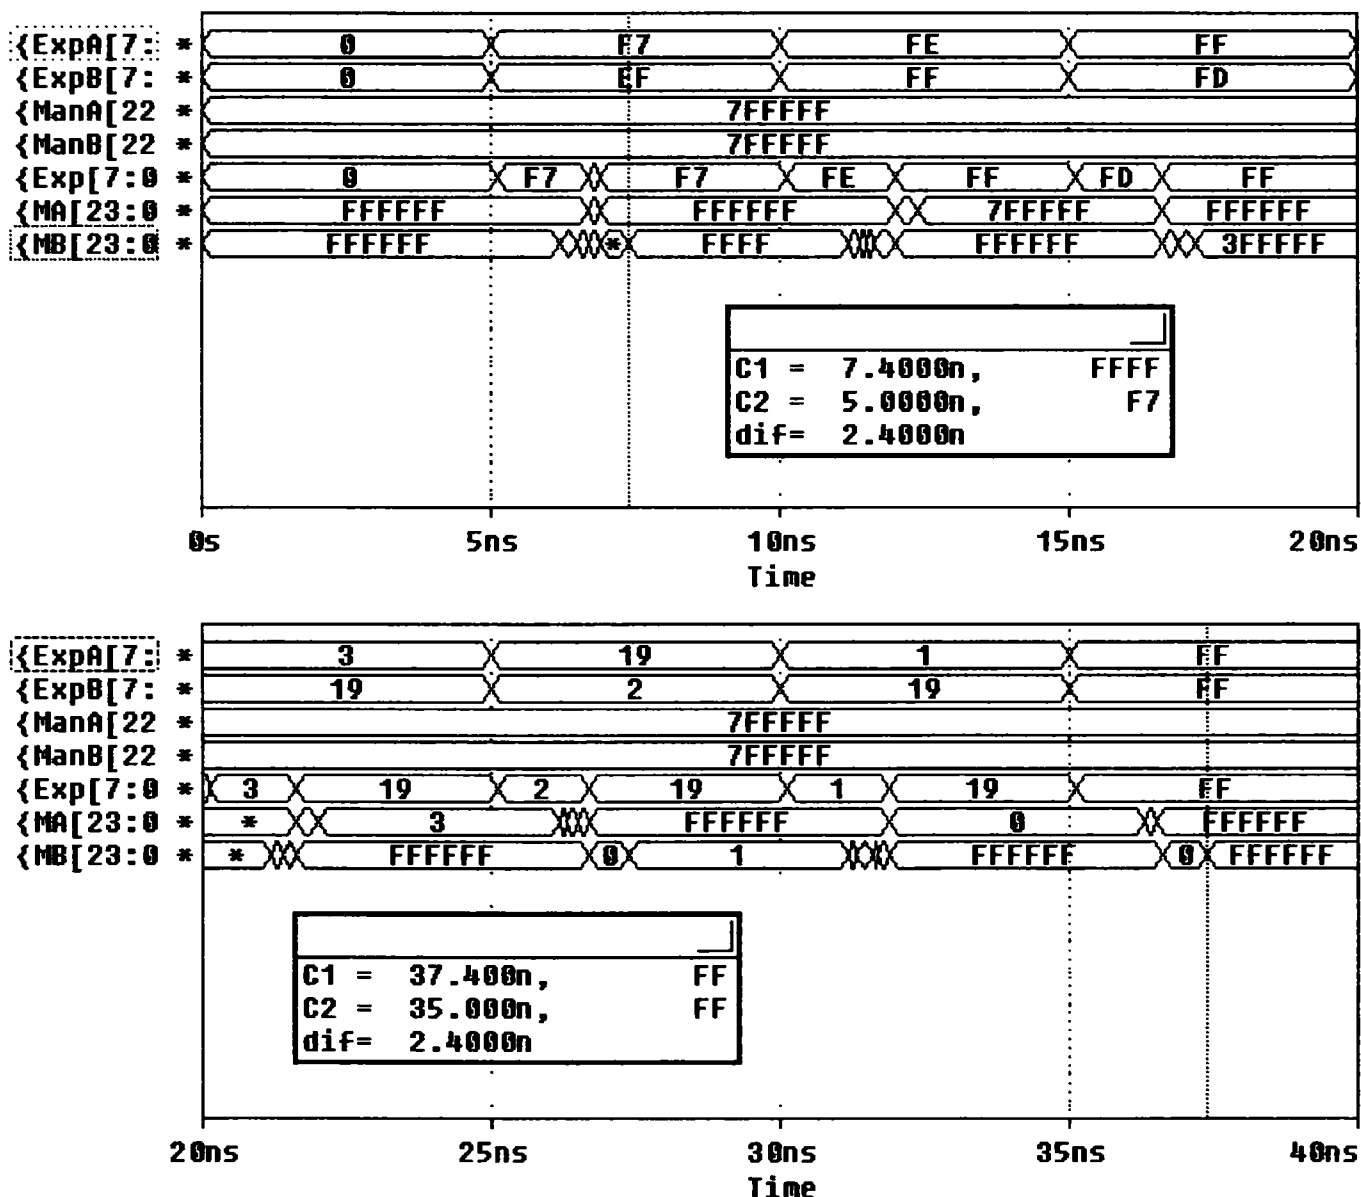 {ExpA[7: * 0 F7 FE FF
{ExpB[7: * 0 EF FF FD
{ManA[22 * 7FFFFF
{ManB[22 * 7FFFFF
{Exp[7:0 * 0 F7 F7 FE FF FD FF
{MA[23:0 * FFFFFF FFFFFF 7FFFFF FFFFFF
{MB[23:0 * FFFFFF * FFFF FFFFFF 3FFFFF
C1 = 7.4000n, FFFF
C2 = 5.0000n, F7
dif= 2.4000n
0s 5ns 10ns 15ns 20ns
Time
{ExpA[7: * 3 19 1 FF
{ExpB[7: * 19 2 19 FF
{ManA[22 * 7FFFFF
{ManB[22 * 7FFFFF
{Exp[7:0 * 3 19 2 19 1 19 FF
{MA[23:0 * * 3 FFFFFF 0 FFFFFF
{MB[23:0 * * FFFFFF 0 1 FFFFFF 0 FFFFFF
C1 = 37.400n, FF
C2 = 35.000n, FF
dif= 2.4000n
20ns 25ns 30ns 35ns 40ns
Time